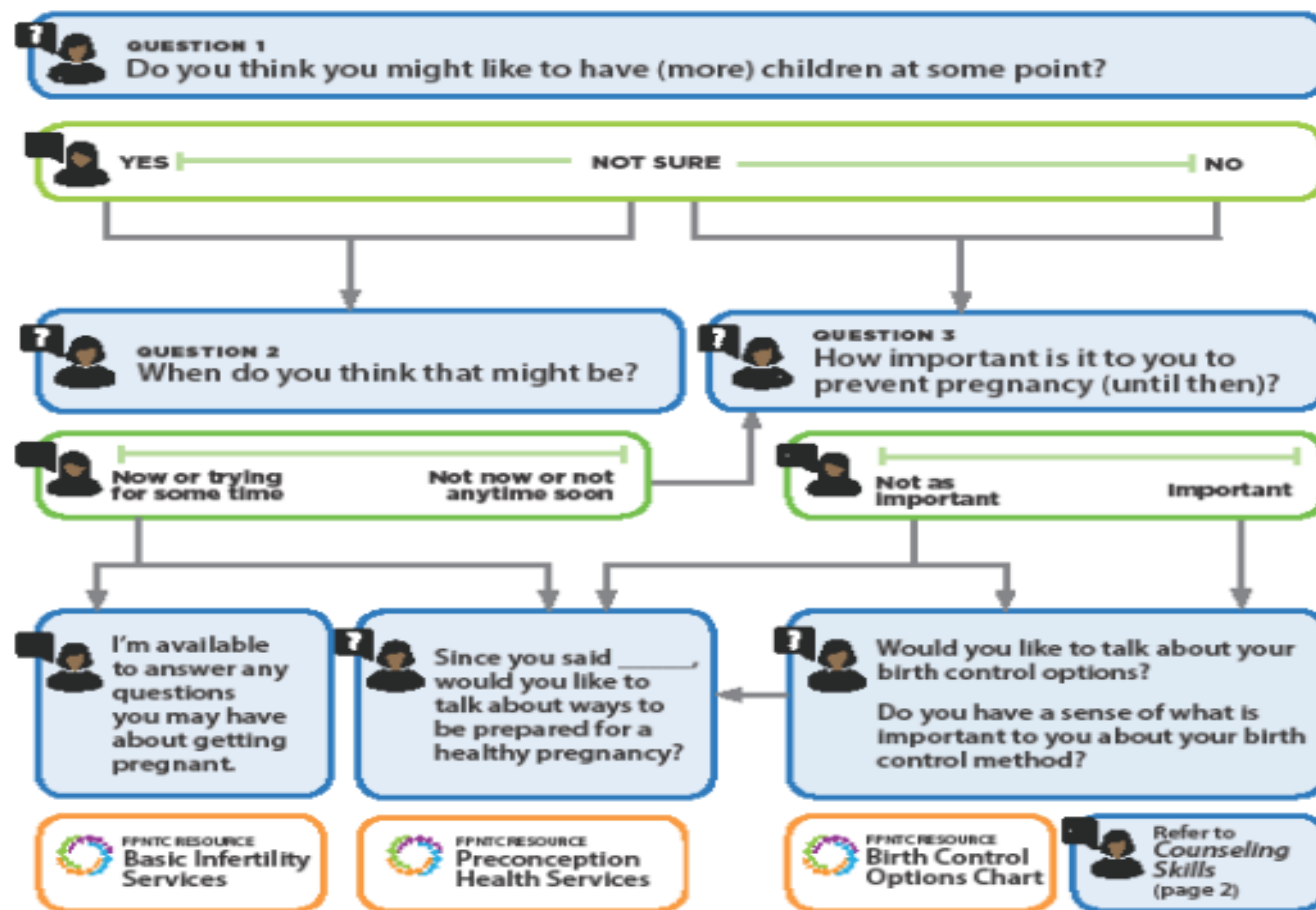 ?
QUESTION 1
Do you think you might like to have (more) children at some point?
YES NOT SURE NO
?
QUESTION 2
When do you think that might be?
?
QUESTION 3
How important is it to you to
prevent pregnancy (until then)?
Now or trying
for some time
Not now or not
anytime soon
Not as
important
Important
I'm available
to answer any
questions
you may have
about getting
pregnant.
?
Since you said ______,
would you like to
talk about ways to
be prepared for a
healthy pregnancy?
?
Would you like to talk about your
birth control options?
Do you have a sense of what is
important to you about your birth
control method?
FPNTC RESOURCE
Basic Infertility
Services
FPNTC RESOURCE
Preconception
Health Services
FPNTC RESOURCE
Birth Control
Options Chart
Refer to
Counseling
Skills
(page 2)